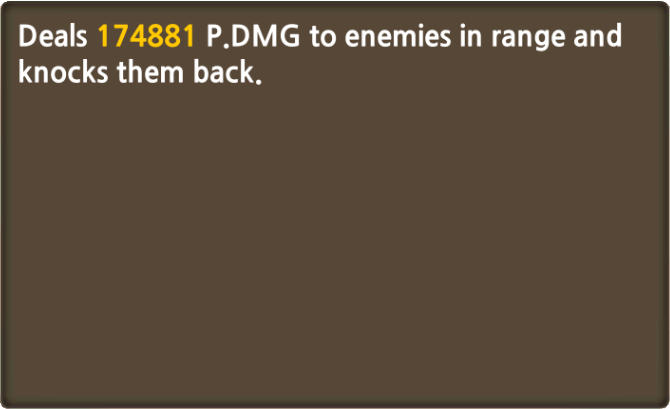 Deals 174881 P.DMG to enemies in range and
knocks them back.